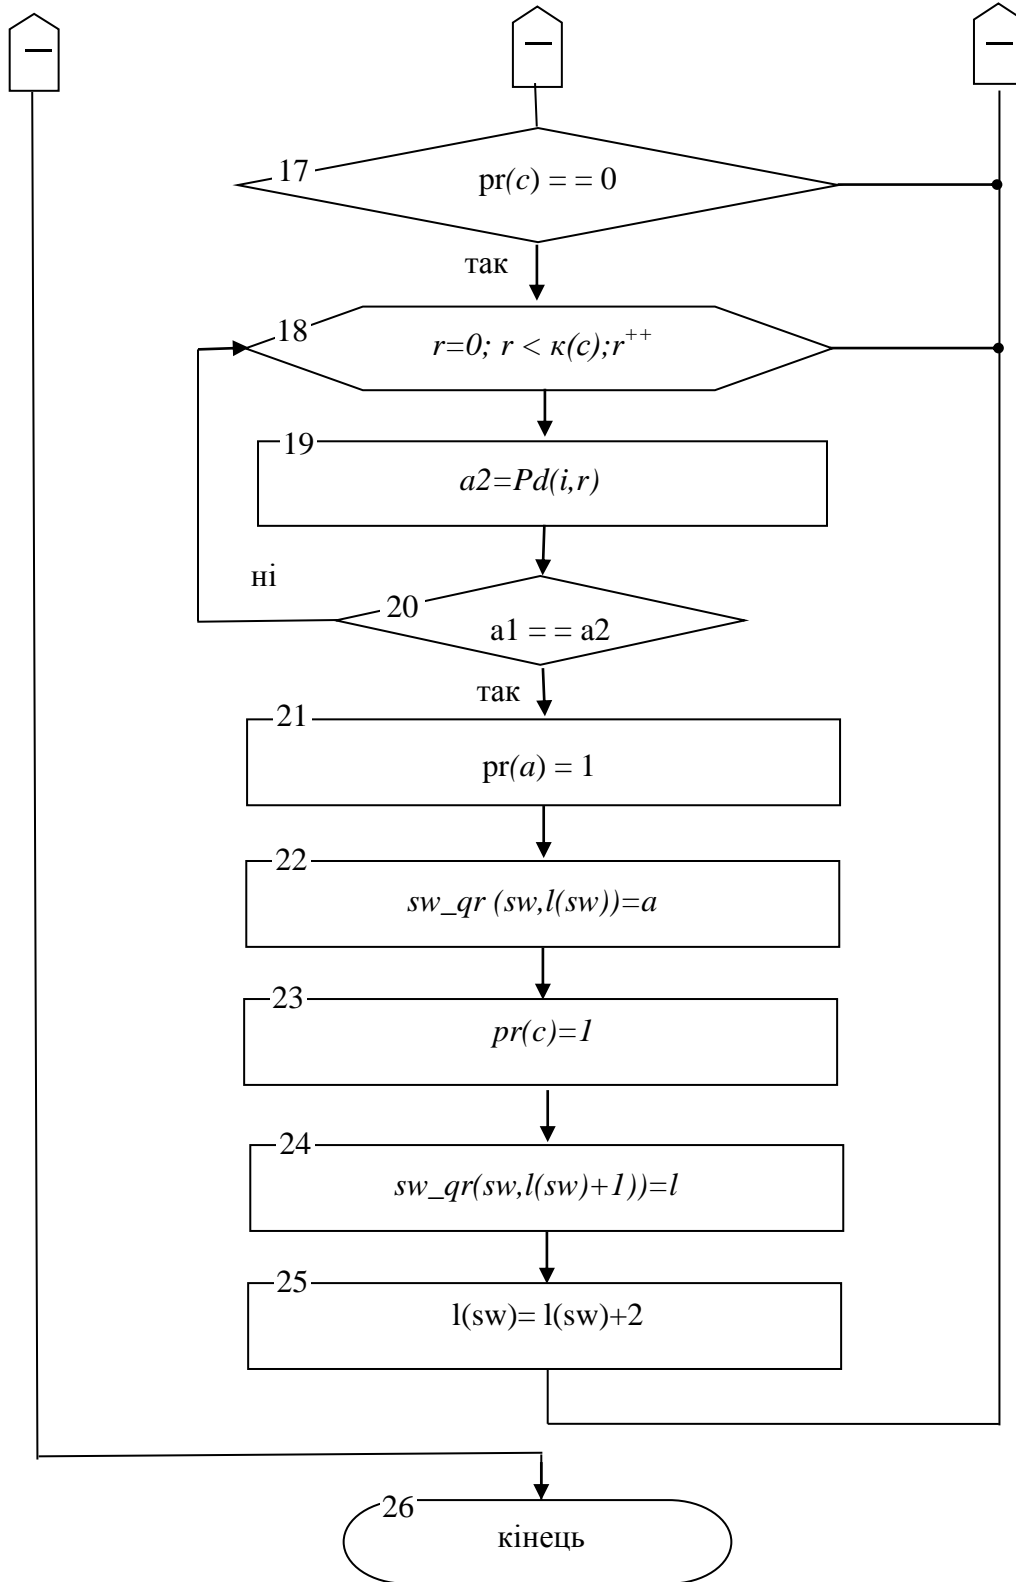 17
pr(c) = = 0
так
18
r=0; r < к(c);r++
19
a2=Pd(i,r)
ні
20
a1 = = a2
так
21
pr(a) = 1
22
sw_qr (sw,l(sw))=a
23
pr(c)=1
24
sw_qr(sw,l(sw)+1))=l
25
l(sw)= l(sw)+2
26
кінець